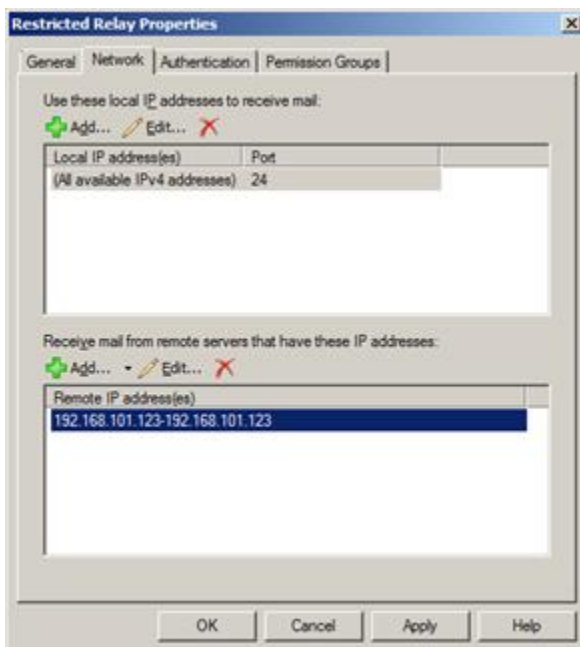 Restricted Relay Properties
General Network Authentication Permission Groups
Use these local IP addresses to receive mail:
Add... Edit...
Local IP address(es) Port
(All available IPv4 addresses) 24
Receive mail from remote servers that have these IP addresses:
Add... Edit...
Remote IP address(es)
192.168.101.123-192.168.101.123
OK Cancel Apply Help